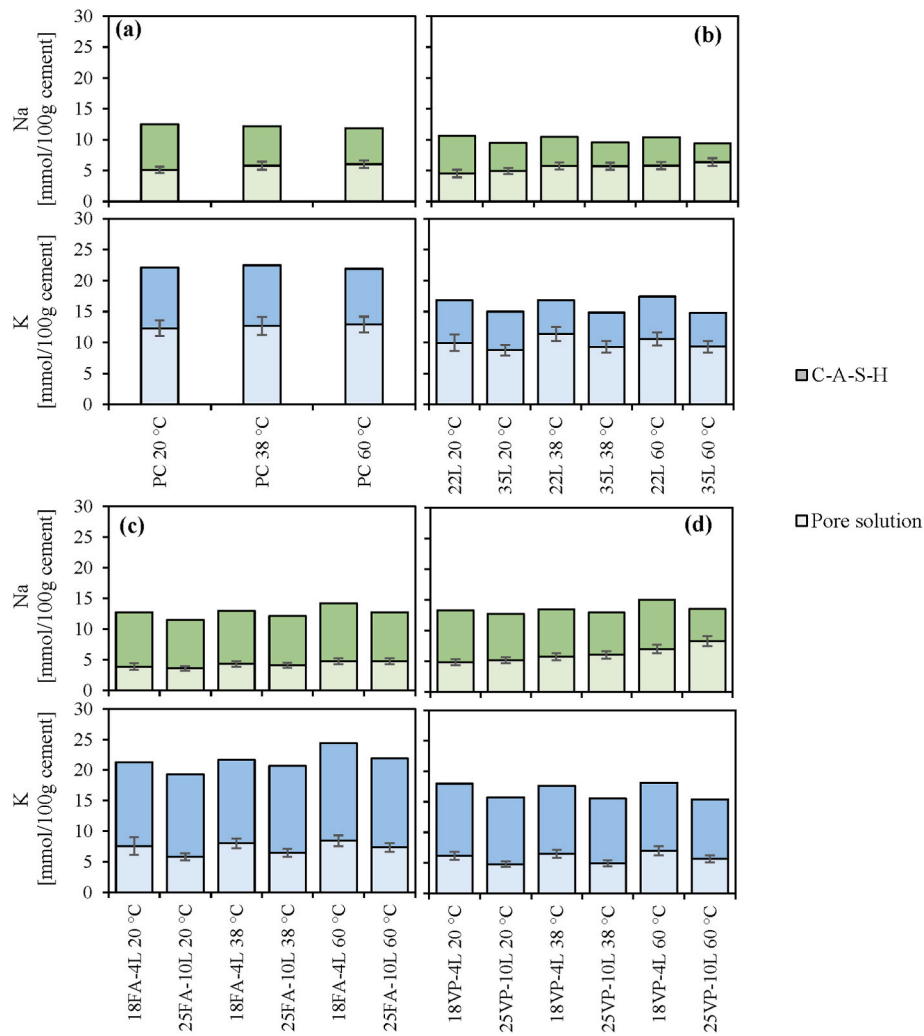 (a)
(b)
Na
[mmol/100g cement]
30
25
20
15
10
5
0
K
[mmol/100g cement]
30
25
20
15
10
5
0
PC 20 °C
PC 38 °C
PC 60 °C
22L 20 °C
35L 20 °C
22L 38 °C
35L 38 °C
22L 60 °C
35L 60 °C
C-A-S-H
Pore solution
(c)
(d)
Na
[mmol/100g cement]
30
25
20
15
10
5
0
K
[mmol/100g cement]
30
25
20
15
10
5
0
18FA-4L 20 °C
25FA-10L 20 °C
18FA-4L 38 °C
25FA-10L 38 °C
18FA-4L 60 °C
25FA-10L 60 °C
18VP-4L 20 °C
25VP-10L 20 °C
18VP-4L 38 °C
25VP-10L 38 °C
18VP-4L 60 °C
25VP-10L 60 °C